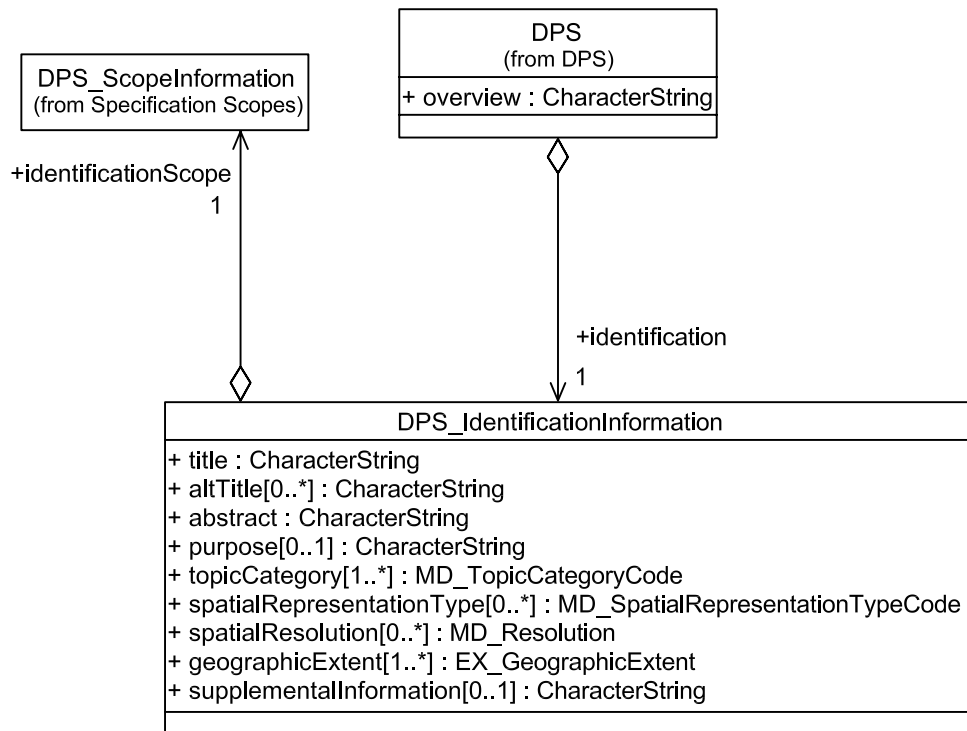 DPS_ScopeInformation
(from Specification Scopes)
DPS
(from DPS)
+ overview : CharacterString
+identificationScope
1
+identification
1
DPS_IdentificationInformation
+ title : CharacterString
+ altTitle[0..*] : CharacterString
+ abstract : CharacterString
+ purpose[0..1] : CharacterString
+ topicCategory[1..*] : MD_TopicCategoryCode
+ spatialRepresentationType[0..*] : MD_SpatialRepresentationTypeCode
+ spatialResolution[0..*] : MD_Resolution
+ geographicExtent[1..*] : EX_GeographicExtent
+ supplementalInformation[0..1] : CharacterString